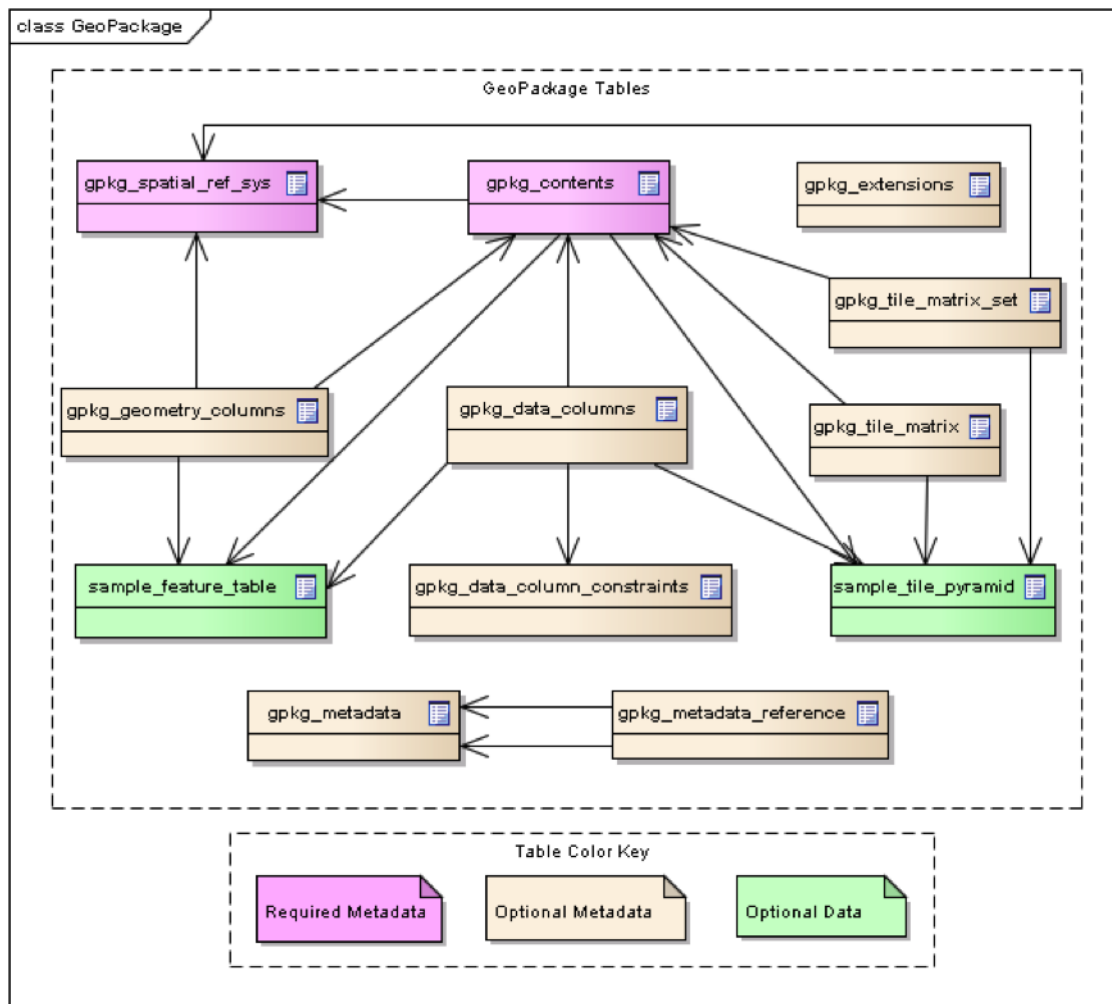 class GeoPackage
GeoPackage Tables
gpkg_spatial_ref_sys
gpkg_contents
gpkg_extensions
gpkg_tile_matrix_set
gpkg_geometry_columns
gpkg_data_columns
gpkg_tile_matrix
sample_feature_table
gpkg_data_column_constraints
sample_tile_pyramid
gpkg_metadata
gpkg_metadata_reference
Table Color Key
Required Metadata
Optional Metadata
Optional Data